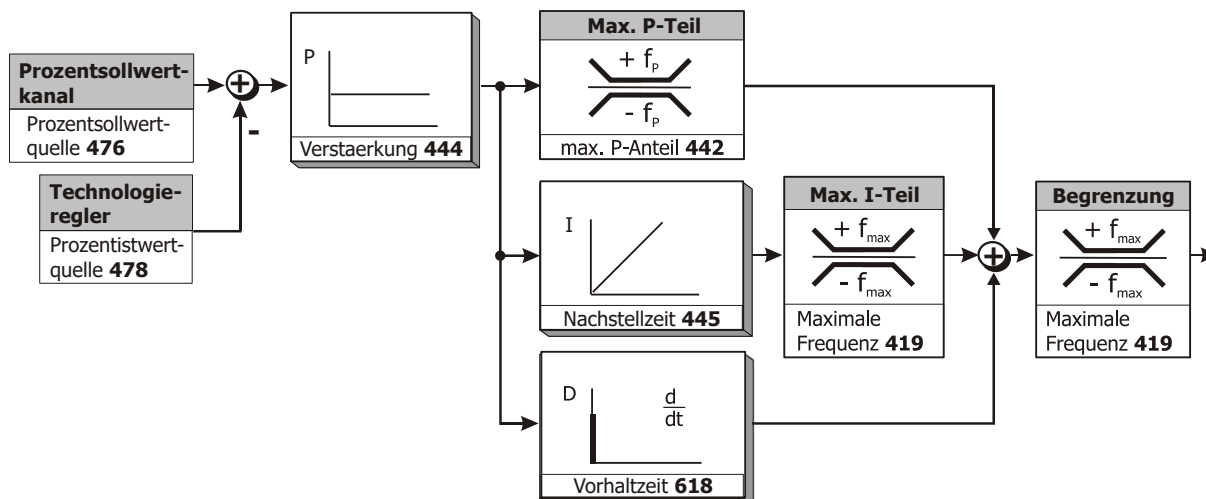 Prozentsollwert-
kanal
Prozentsollwert-
quelle 476
Technologie-
regler
Prozentistwert-
quelle 478
+
-
P
Verstaerkung 444
Max. P-Teil
+ fP
- fP
max. P-Anteil 442
I
Nachstellzeit 445
Max. I-Teil
+ fmax
- fmax
Maximale
Frequenz 419
D
d
dt
Vorhaltzeit 618
+
Begrenzung
+ fmax
- fmax
Maximale
Frequenz 419